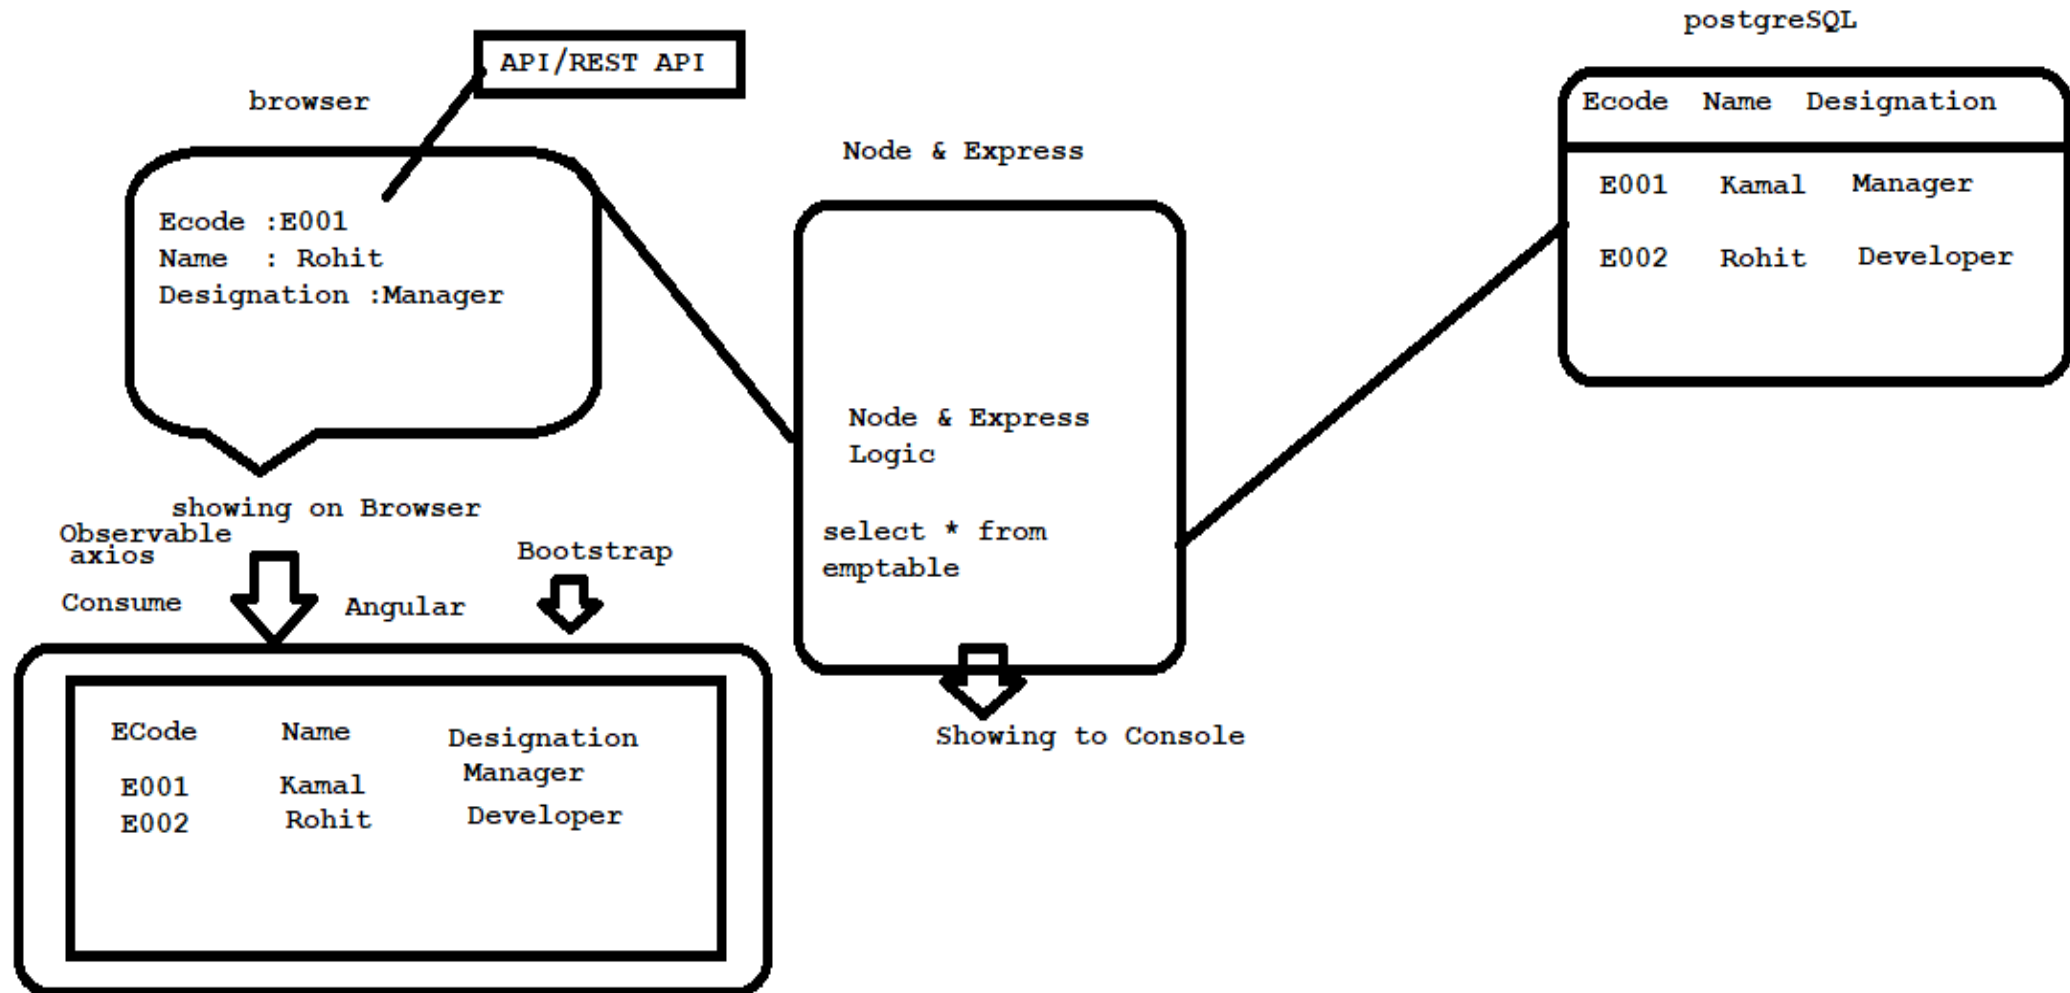 postgreSQL
API/REST API
browser
Ecode Name Designation
Node & Express
E001 Kamal Manager
E002 Rohit Developer
Ecode :E001
Name : Rohit
Designation :Manager
Node & Express
Logic
select * from
emptable
showing on Browser
Observable
axios
Bootstrap
Consume
Angular
Showing to Console
ECode Name Designation
E001 Kamal Manager
E002 Rohit Developer